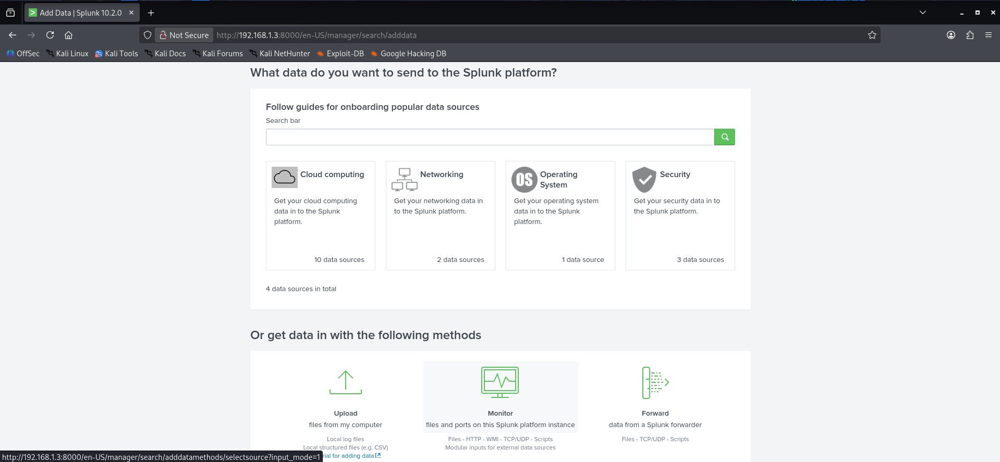 Add Data | Splunk 10.2.0
Not Secure http://192.168.1.3:8000/en-US/manager/search/adddata
OffSec Kali Linux Kali Tools Kali Docs Kali Forums Kali NetHunter Exploit-DB Google Hacking DB
What data do you want to send to the Splunk platform?
Follow guides for onboarding popular data sources
Search bar
Cloud computing
Get your cloud computing
data in to the Splunk
platform.
10 data sources
Networking
Get your networking data in
to the Splunk platform.
2 data sources
OS
Operating
System
Get your operating system
data in to the Splunk
platform.
1 data source
Security
Get your security data in to
the Splunk platform.
3 data sources
4 data sources in total
Or get data in with the following methods
Upload
files from my computer
Local log files
Local structured files (e.g. CSV)
for adding data
Monitor
files and ports on this Splunk platform instance
Files - HTTP - WMI - TCP/UDP - Scripts
Modular inputs for external data sources
Forward
data from a Splunk forwarder
Files - TCP/UDP - Scripts
http://192.168.1.3:8000/en-US/manager/search/adddatamethods/selectsource?input_mode=1